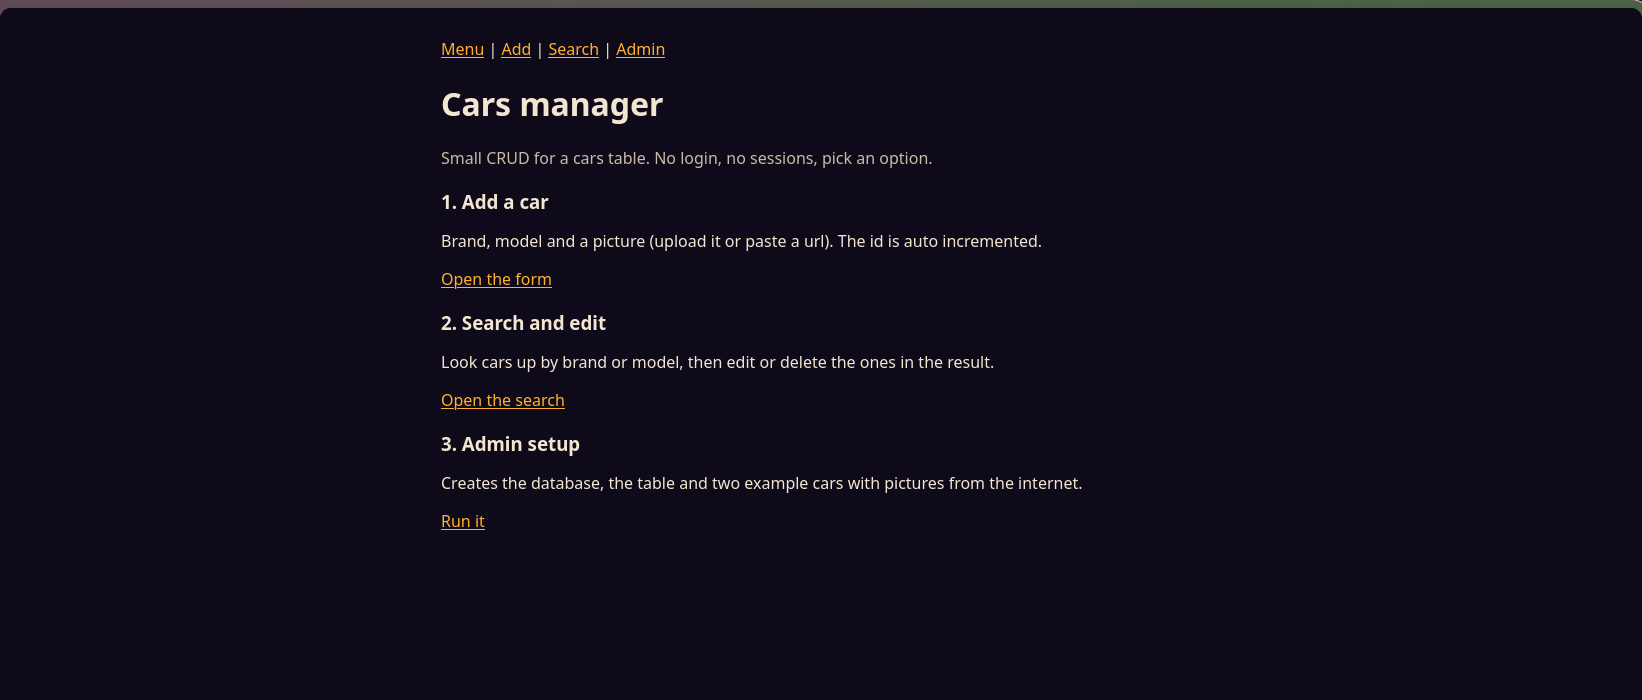 Menu | Add | Search | Admin
Cars manager
Small CRUD for a cars table. No login, no sessions, pick an option.
1. Add a car
Brand, model and a picture (upload it or paste a url). The id is auto incremented.
Open the form
2. Search and edit
Look cars up by brand or model, then edit or delete the ones in the result.
Open the search
3. Admin setup
Creates the database, the table and two example cars with pictures from the internet.
Run it